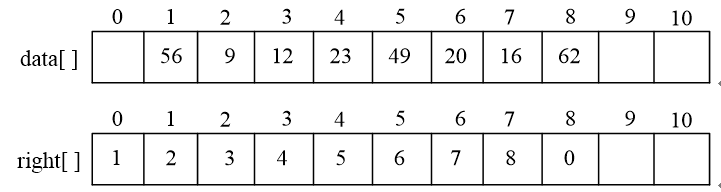 0 1 2 3 4 5 6 7 8 9 10
data[ ] 56 9 12 23 49 20 16 62
0 1 2 3 4 5 6 7 8 9 10
right[ ] 1 2 3 4 5 6 7 8 0